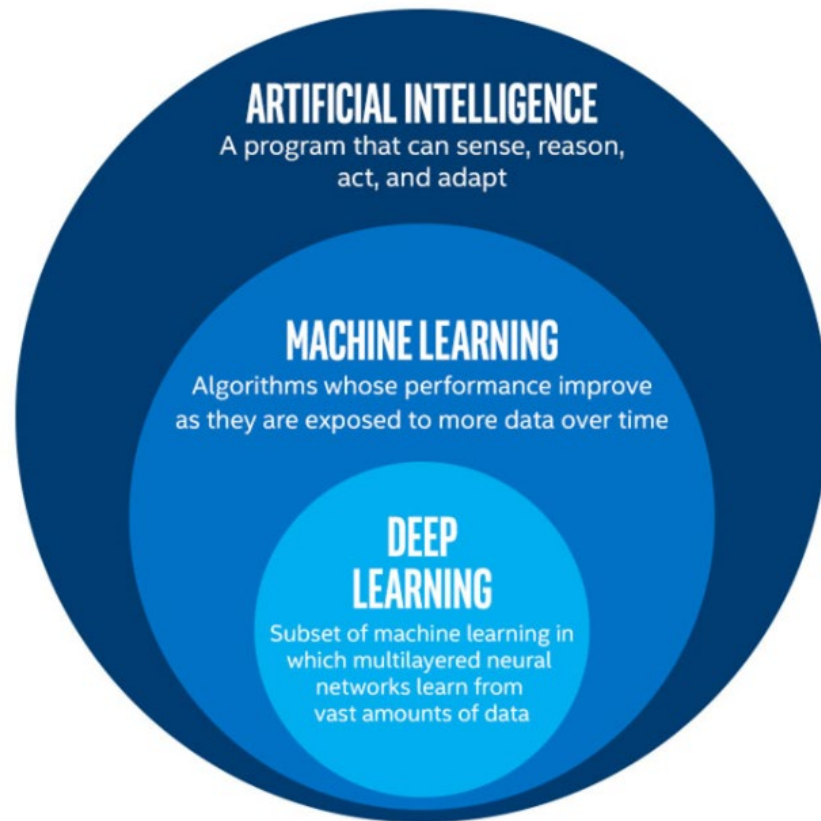 ARTIFICIAL INTELLIGENCE
A program that can sense, reason,
act, and adapt
MACHINE LEARNING
Algorithms whose performance improve
as they are exposed to more data over time
DEEP
LEARNING
Subset of machine learning in
which multilayered neural
networks learn from
vast amounts of data